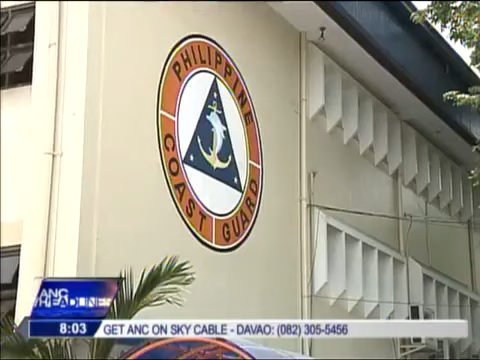 PHILIPPINE
COAST GUARD
ANC
HEADLINES
8:03 GET ANC ON SKY CABLE - DAVAO: (082) 305-5456